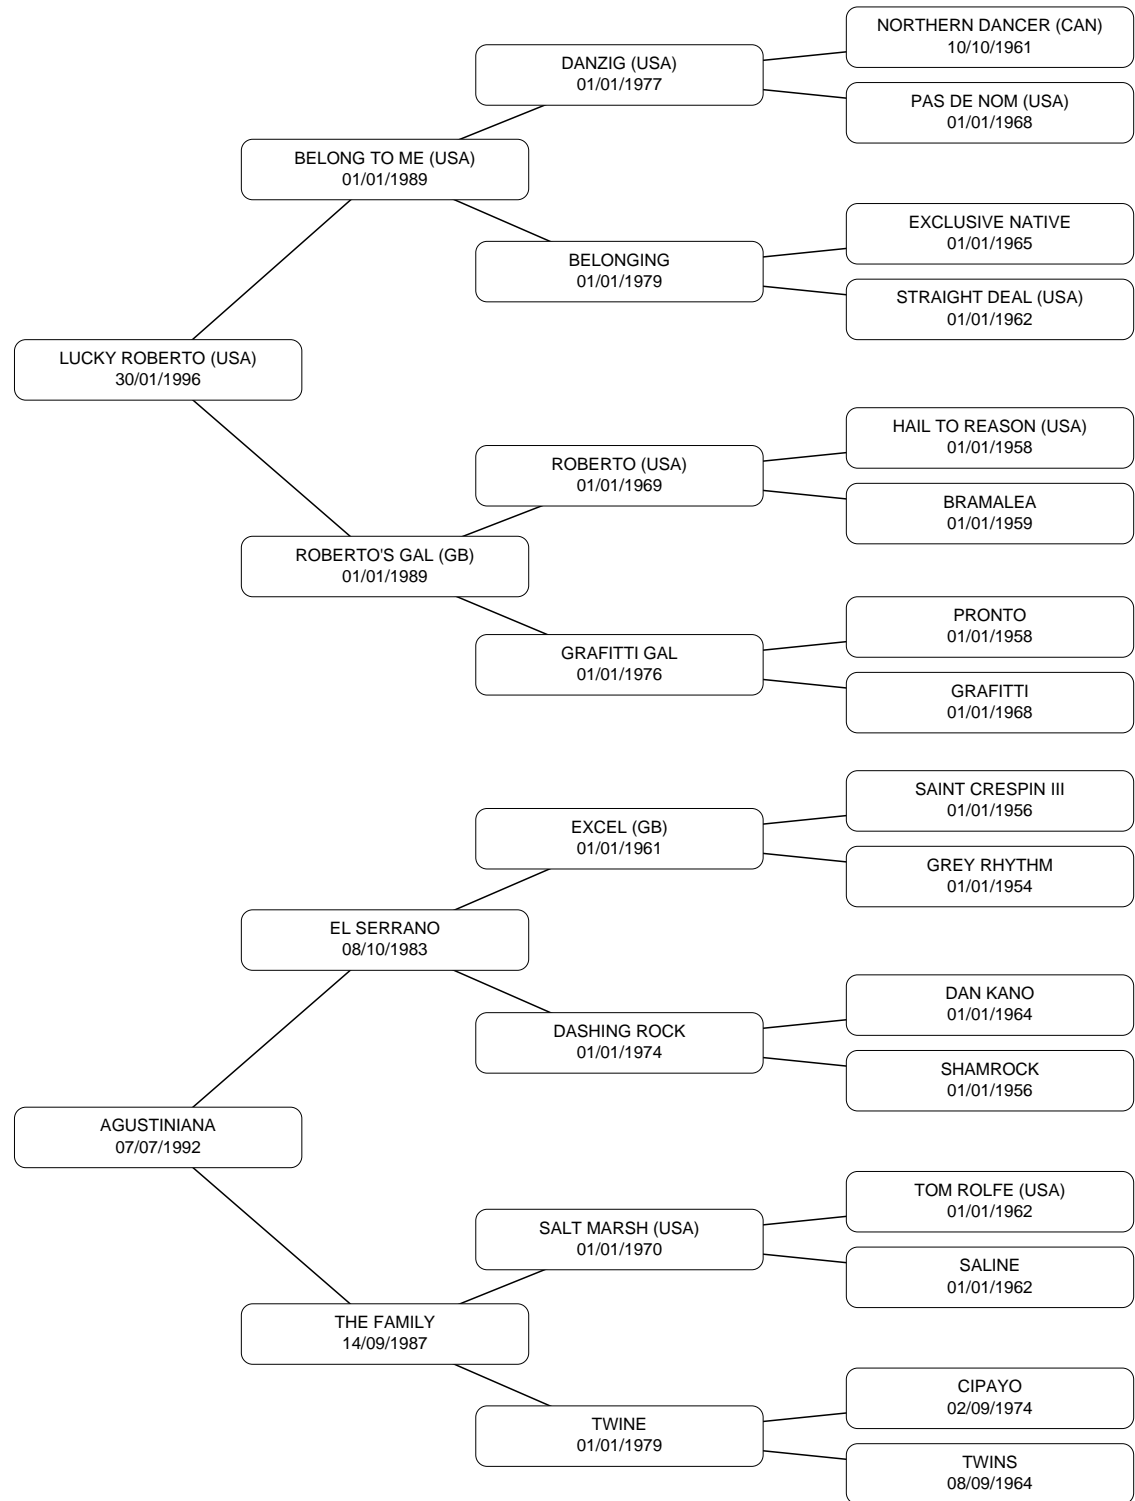 NORTHERN DANCER (CAN)
10/10/1961
DANZIG (USA)
01/01/1977
PAS DE NOM (USA)
01/01/1968
BELONG TO ME (USA)
01/01/1989
EXCLUSIVE NATIVE
01/01/1965
BELONGING
01/01/1979
STRAIGHT DEAL (USA)
01/01/1962
LUCKY ROBERTO (USA)
30/01/1996
HAIL TO REASON (USA)
01/01/1958
ROBERTO (USA)
01/01/1969
BRAMALEA
01/01/1959
ROBERTO'S GAL (GB)
01/01/1989
PRONTO
01/01/1958
GRAFITTI GAL
01/01/1976
GRAFITTI
01/01/1968
SAINT CRESPIN III
01/01/1956
EXCEL (GB)
01/01/1961
GREY RHYTHM
01/01/1954
EL SERRANO
08/10/1983
DAN KANO
01/01/1964
DASHING ROCK
01/01/1974
SHAMROCK
01/01/1956
AGUSTINIANA
07/07/1992
TOM ROLFE (USA)
01/01/1962
SALT MARSH (USA)
01/01/1970
SALINE
01/01/1962
THE FAMILY
14/09/1987
CIPAYO
02/09/1974
TWINE
01/01/1979
TWINS
08/09/1964